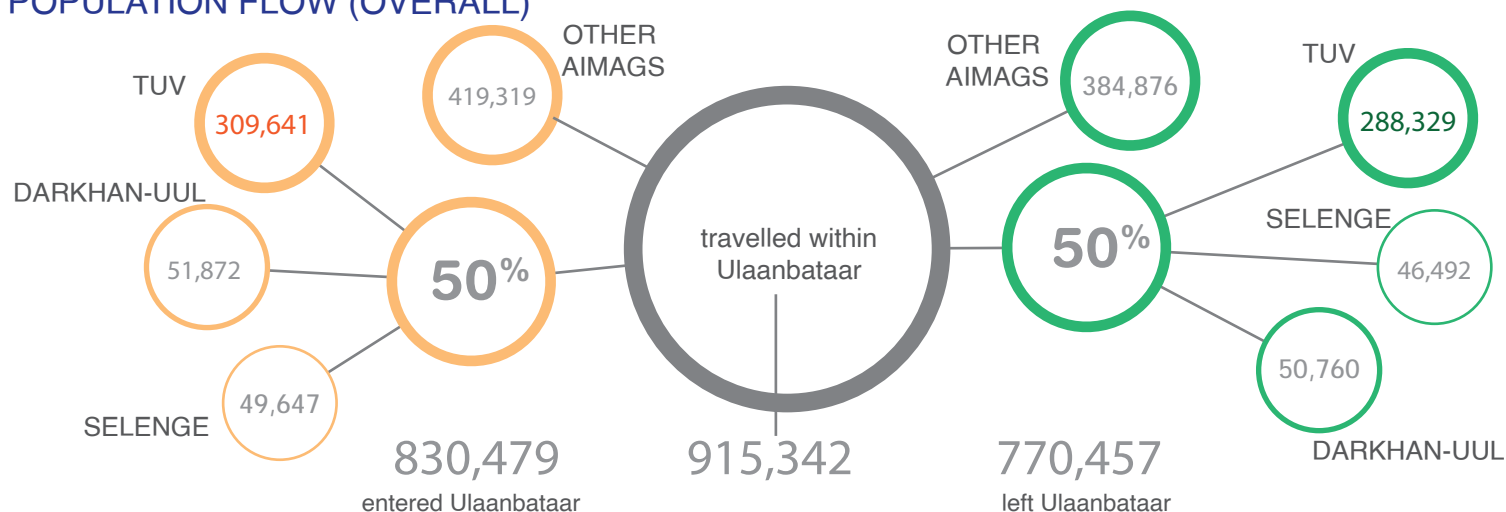 POPULATION FLOW (OVERALL)
OTHER
AIMAGS
419,319
TUV
309,641
DARKHAN-UUL
51,872
50%
SELENGE
49,647
830,479
entered Ulaanbataar
travelled within
Ulaanbataar
915,342
OTHER
AIMAGS
384,876
TUV
288,329
50%
SELENGE
46,492
50,760
DARKHAN-UUL
770,457
left Ulaanbataar